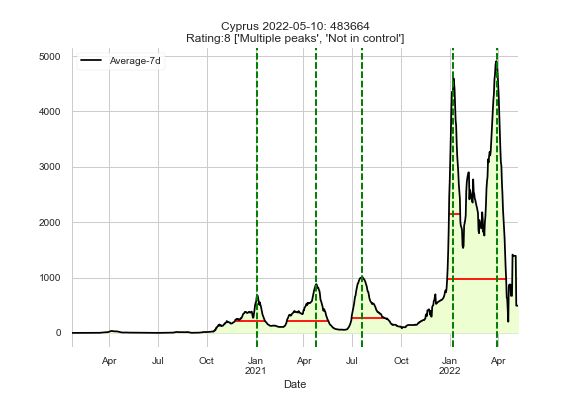 Cyprus 2022-05-10: 483664
Rating:8 ['Multiple peaks', 'Not in control']
Average-7d
5000
4000
3000
2000
1000
0
Apr Jul Oct Jan Apr Jul Oct Jan Apr
2021 2022
Date